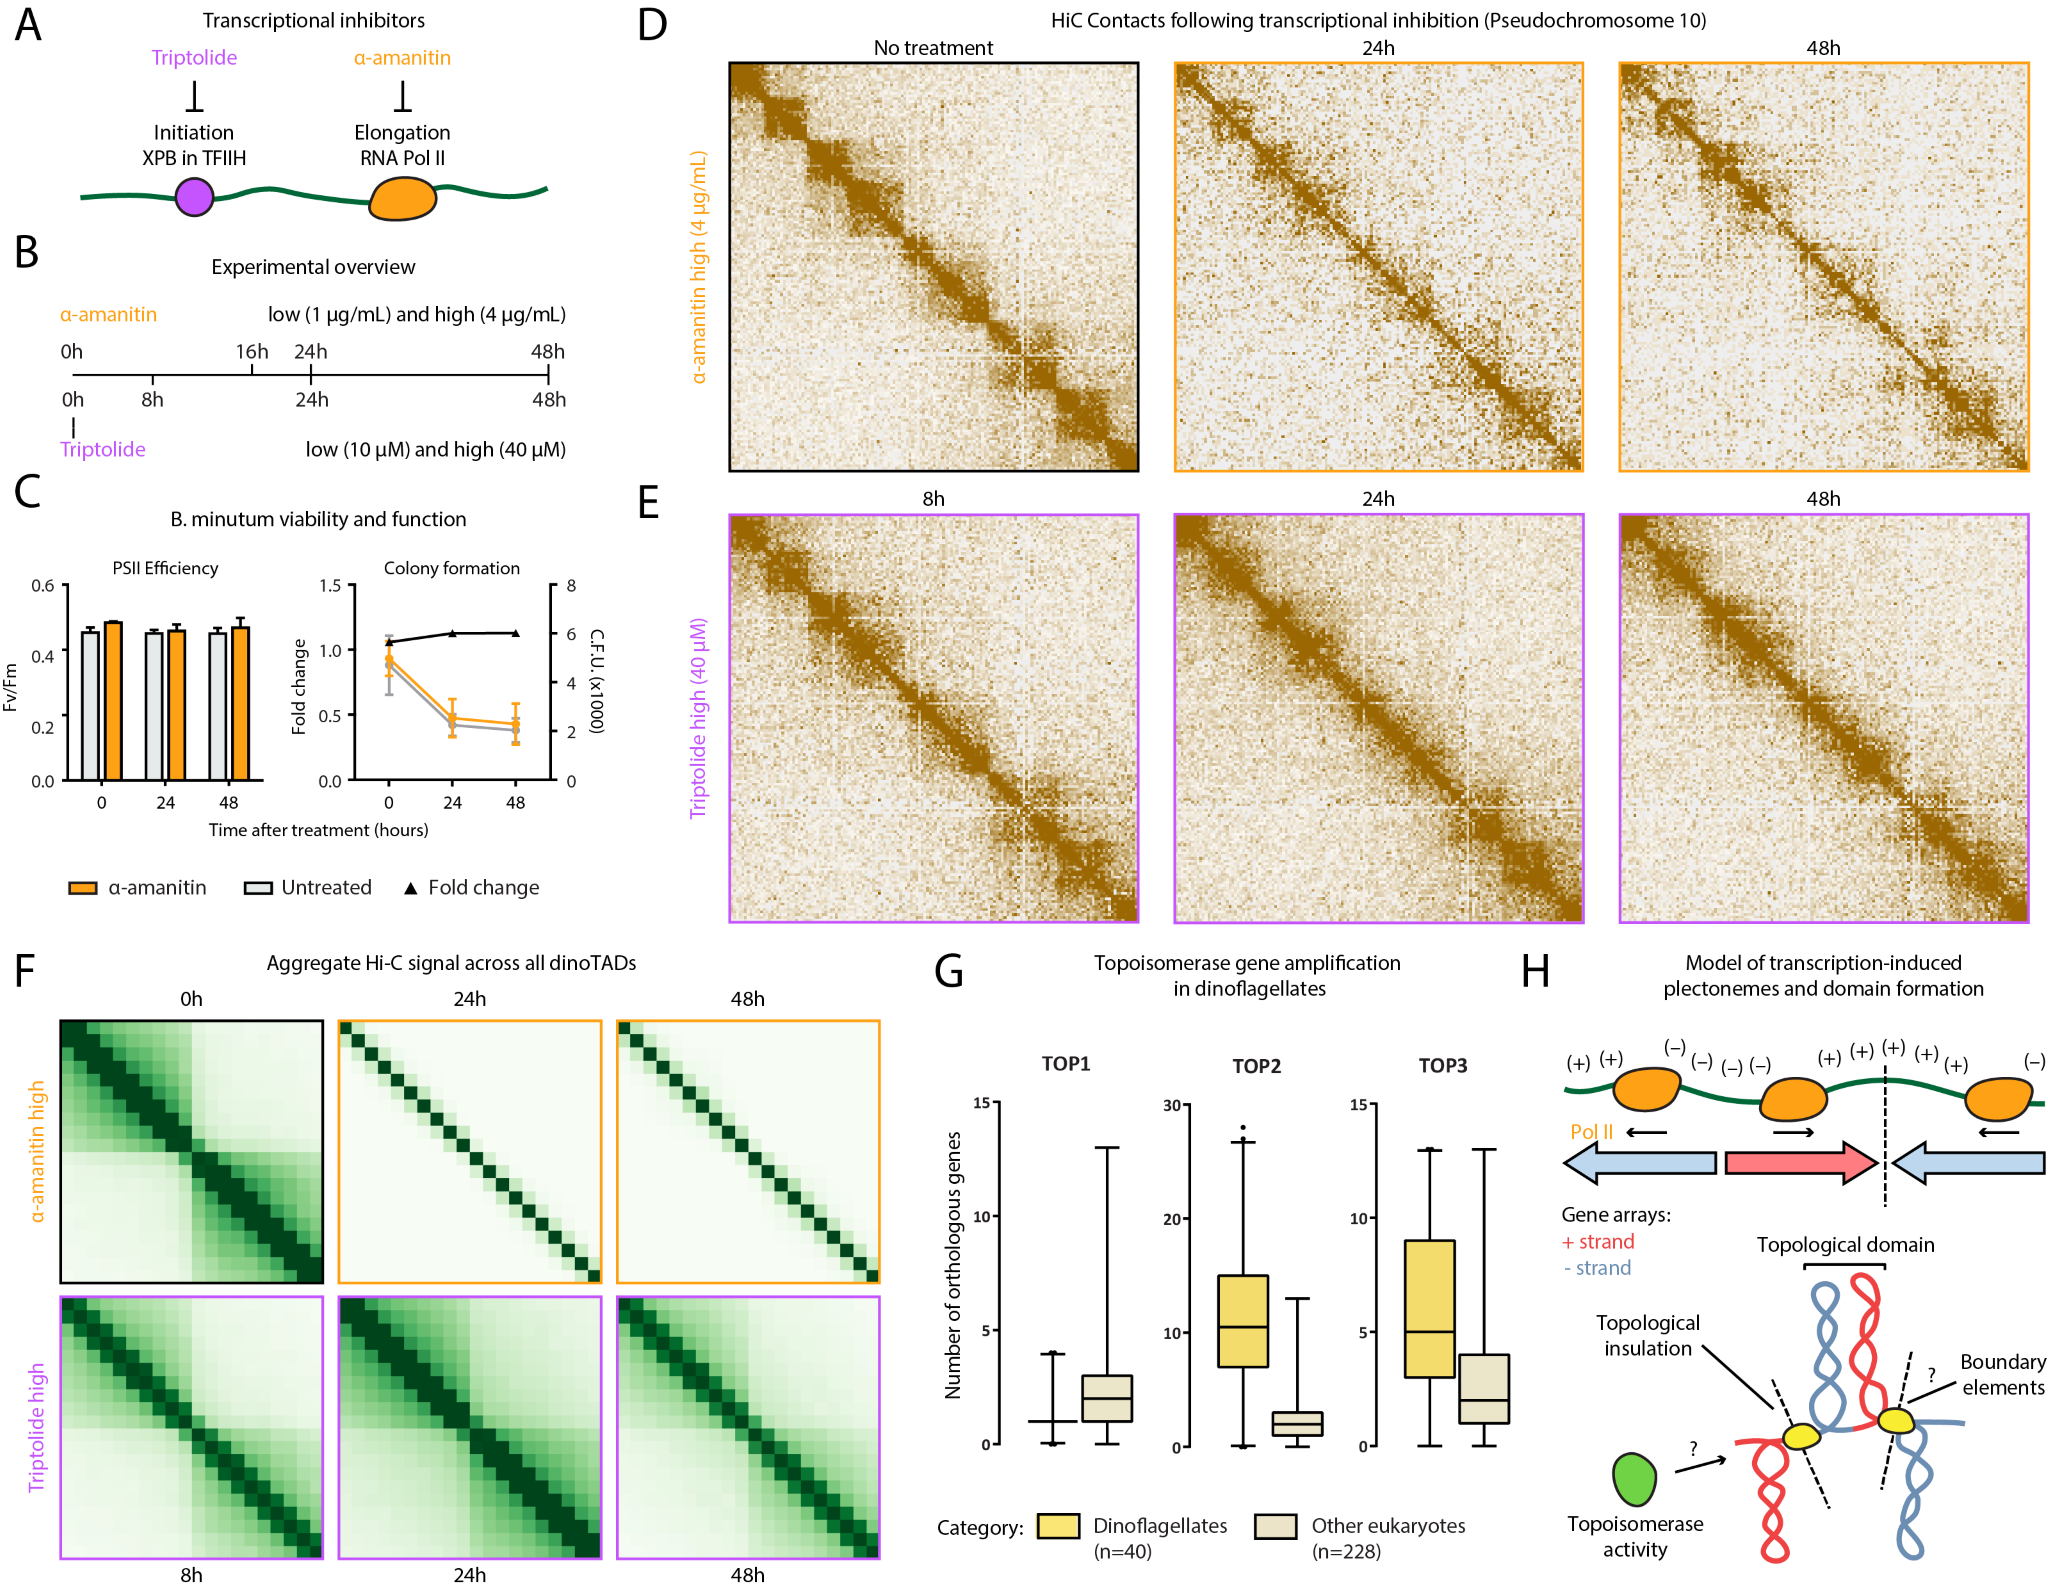 A
Transcriptional inhibitors
Triptolide
α-amanitin
Initiation
XPB in TFIIH
Elongation
RNA Pol II
B
Experimental overview
α-amanitin
low (1 μg/mL) and high (4 μg/mL)
0h 16h 24h 48h
0h 8h 24h 48h
Triptolide
low (10 μM) and high (40 μM)
C
B. minutum viability and function
PSII Efficiency
Fv/Fm
0.6
0.4
0.2
0.0
0 24 48
Colony formation
Fold change
1.5
1.0
0.5
0.0
C.F.U. (x1000)
8
6
4
2
0
0 24 48
Time after treatment (hours)
α-amanitin
Untreated
Fold change
D
HiC Contacts following transcriptional inhibition (Pseudochromosome 10)
No treatment
24h
48h
α-amanitin high (4 μg/mL)
E
8h
24h
48h
Triptolide high (40 μM)
F
Aggregate Hi-C signal across all dinoTADs
0h
24h
48h
α-amanitin high
Triptolide high
8h
24h
48h
G
Topoisomerase gene amplification
in dinoflagellates
Number of orthologous genes
TOP1
15
10
5
0
TOP2
30
20
10
0
TOP3
15
10
5
0
Category:
Dinoflagellates
(n=40)
Other eukaryotes
(n=228)
H
Model of transcription-induced
plectonemes and domain formation
(+) (+) (−) (−) (−) (−) (+) (+) (+) (+) (+) (−)
Pol II
Gene arrays:
+ strand
- strand
Topological domain
Topological
insulation
?
Boundary
elements
?
Topoisomerase
activity